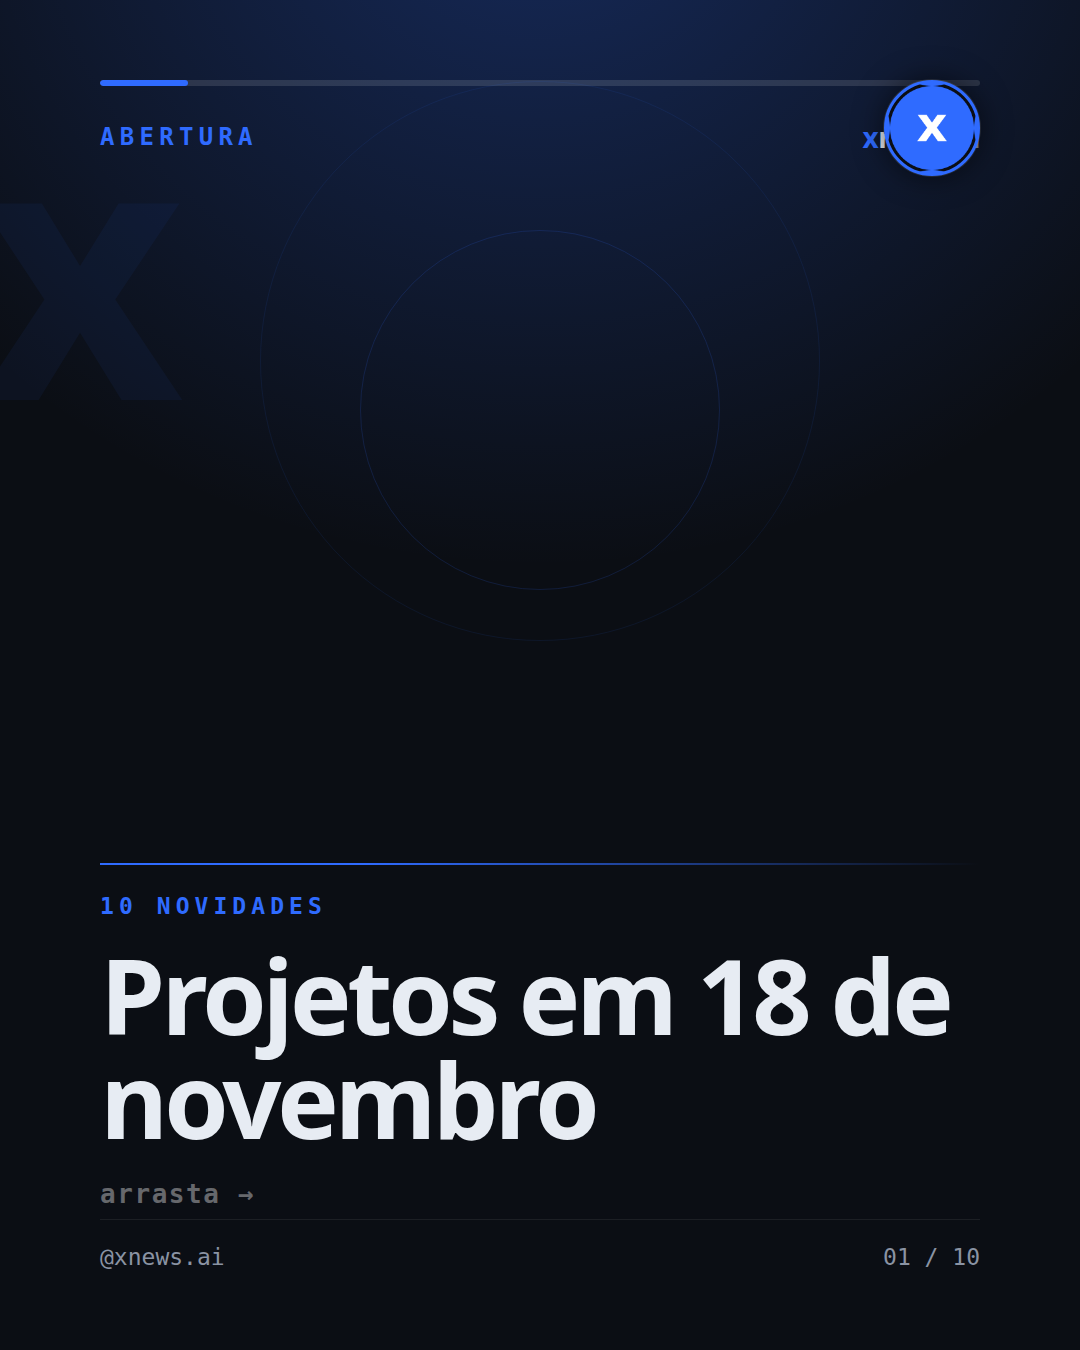 ABERTURA
x
10 NOVIDADES
Projetos em 18 de
novembro
arrasta →
@xnews.ai
01 / 10